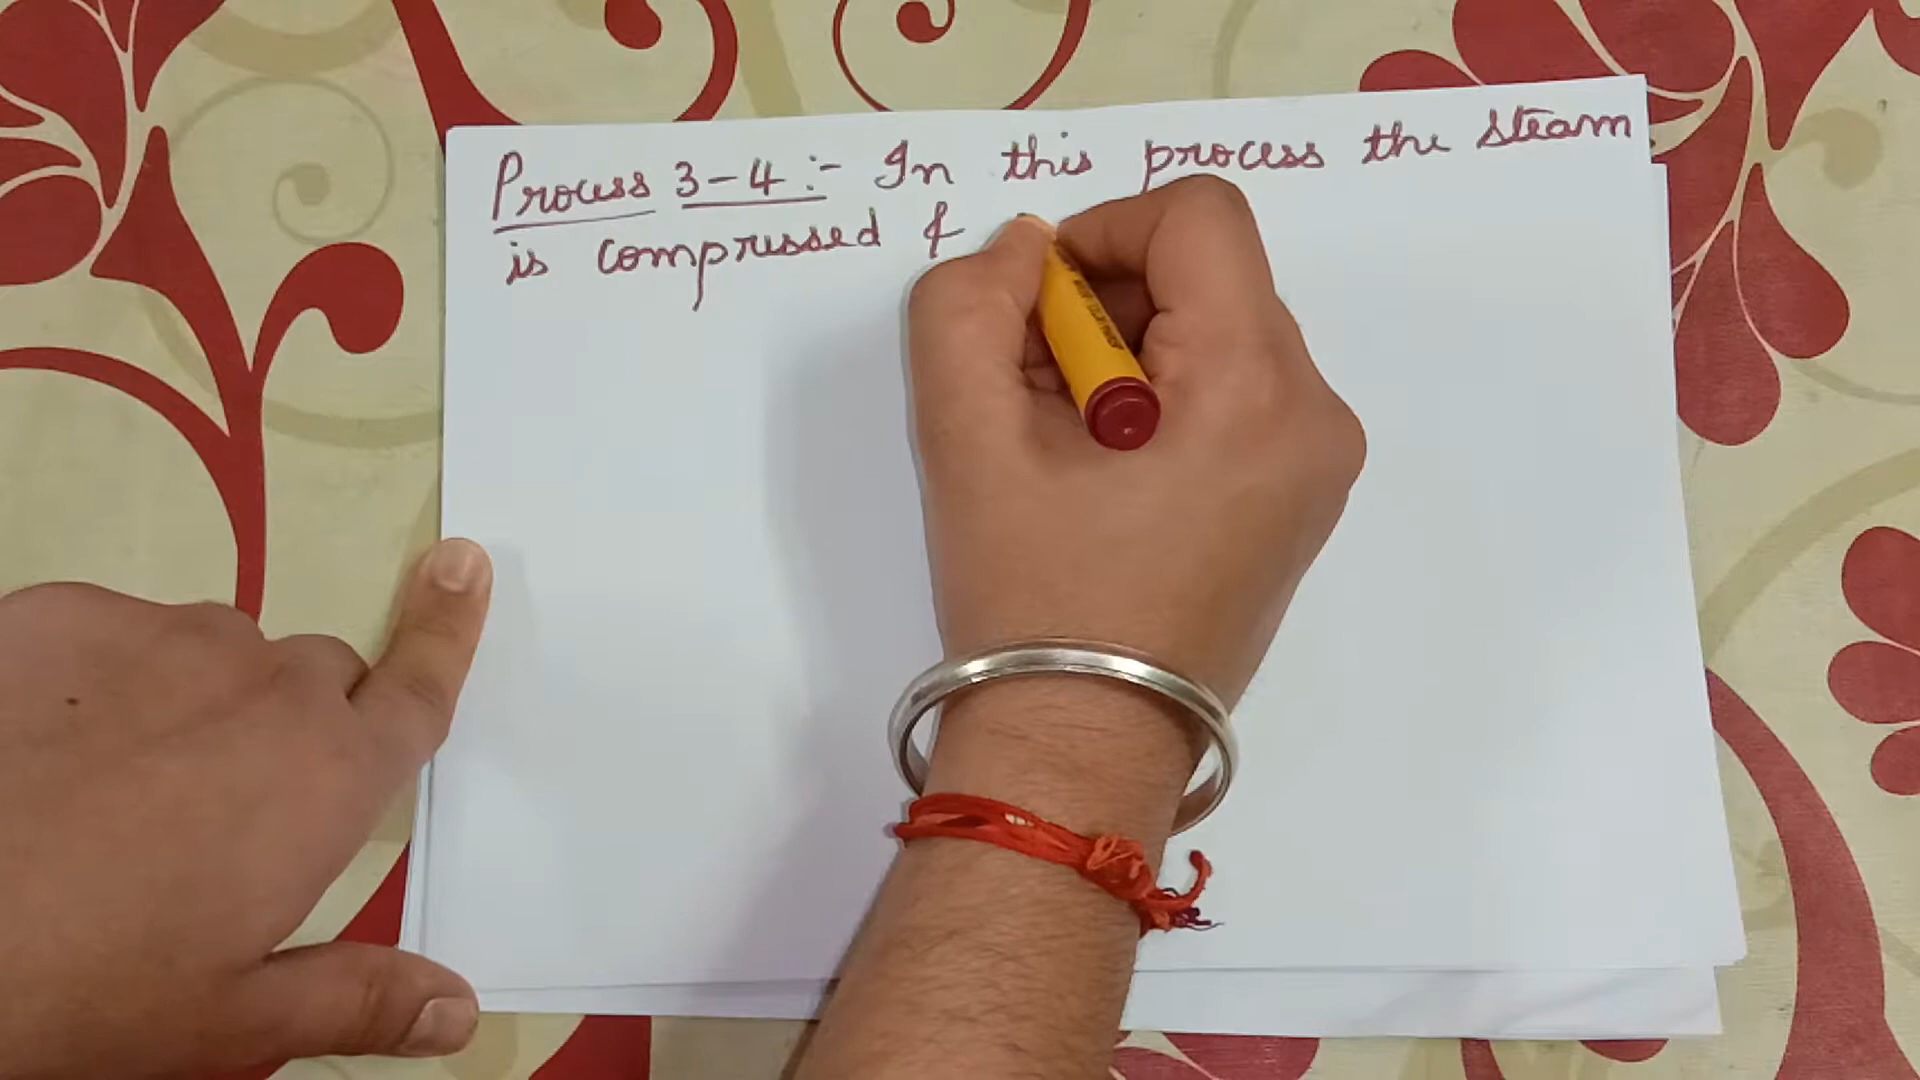 Process 3-4 :- In this process the steam
is compressed &